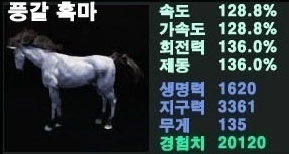 풍갈 흑마
속도 128.8%
가속도 128.8%
회전력 136.0%
제동 136.0%
생명력 1620
지구력 3361
무게 135
경험치 20120